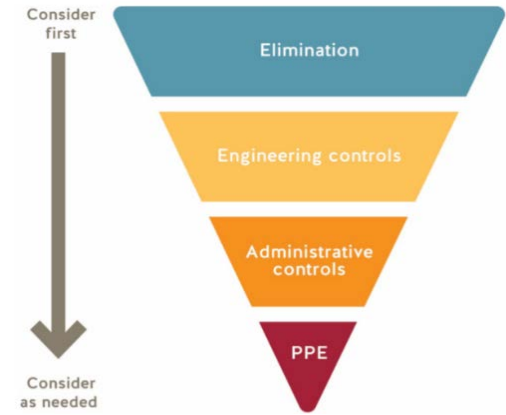 Consider
first
Elimination
Engineering controls
Administrative
controls
PPE
Consider
as needed